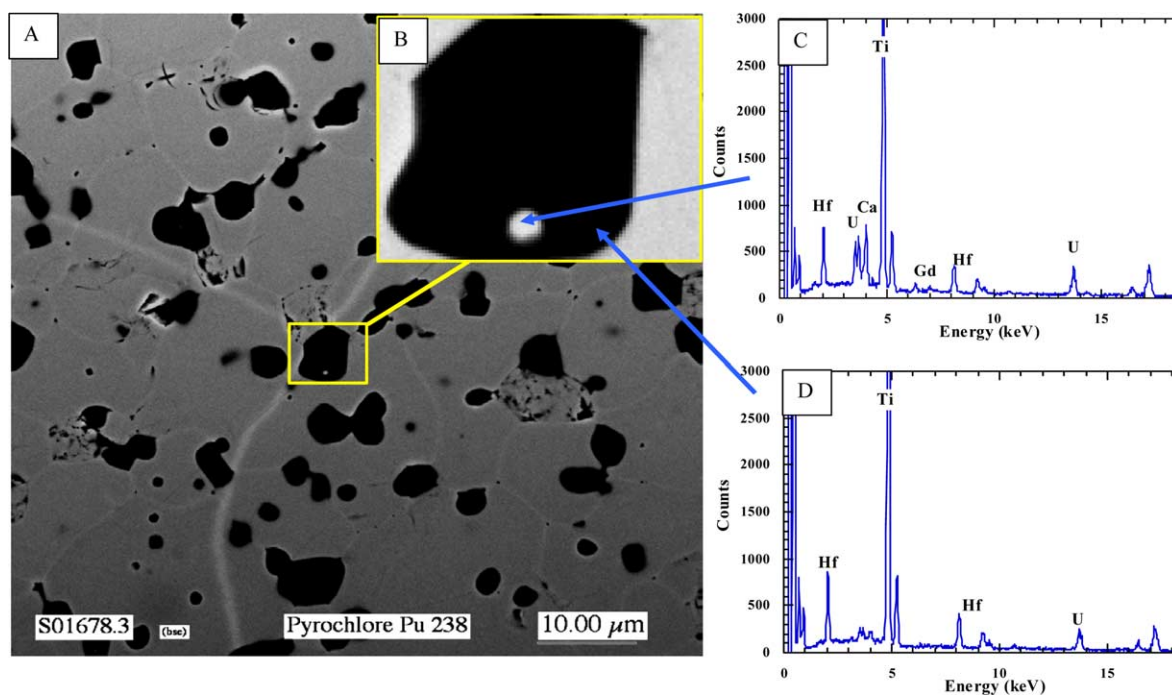 A
B
S01678.3
(bsc)
Pyrochlore Pu 238
10.00 μm
C
3000
2500
2000
1500
1000
500
0
Counts
Ti
Hf
U
Ca
Gd
Hf
U
0
5
10
15
Energy (keV)
D
3000
2500
2000
1500
1000
500
0
Counts
Ti
Hf
Hf
U
0
5
10
15
Energy (keV)